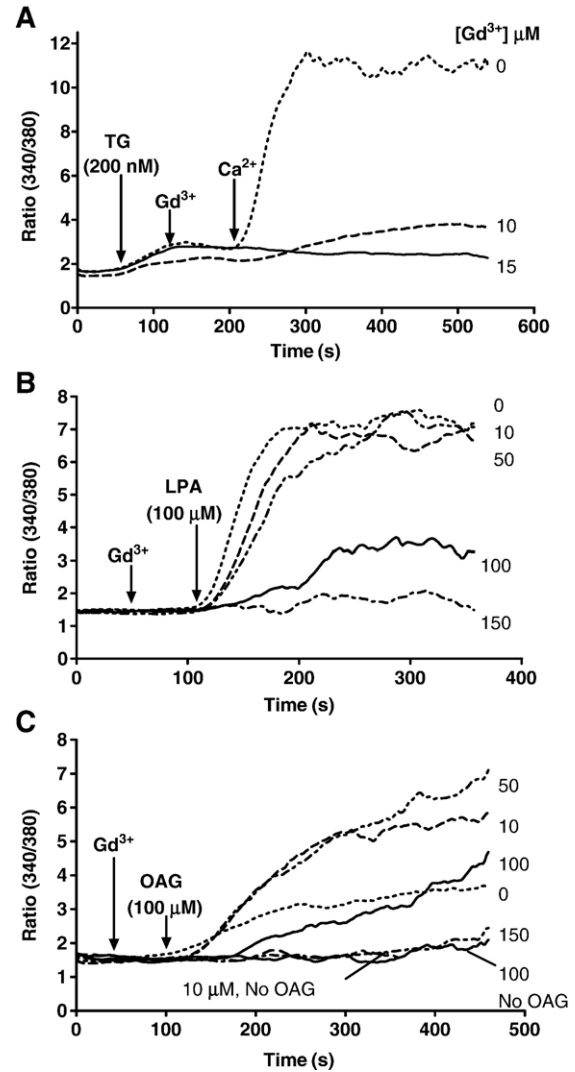 A
[Gd³⁺] µM
12
10
8
6
4
2
0
Ratio (340/380)
TG
(200 nM)
Gd³⁺
Ca²⁺
0
10
15
0
100
200
300
400
500
600
Time (s)
B
8
7
6
5
4
3
2
1
0
Ratio (340/380)
Gd³⁺
LPA
(100 µM)
0
10
50
100
150
0
100
200
300
400
Time (s)
C
8
7
6
5
4
3
2
1
0
Ratio (340/380)
Gd³⁺
OAG
(100 µM)
50
10
100
0
150
100
No OAG
10 µM, No OAG
0
100
200
300
400
500
Time (s)